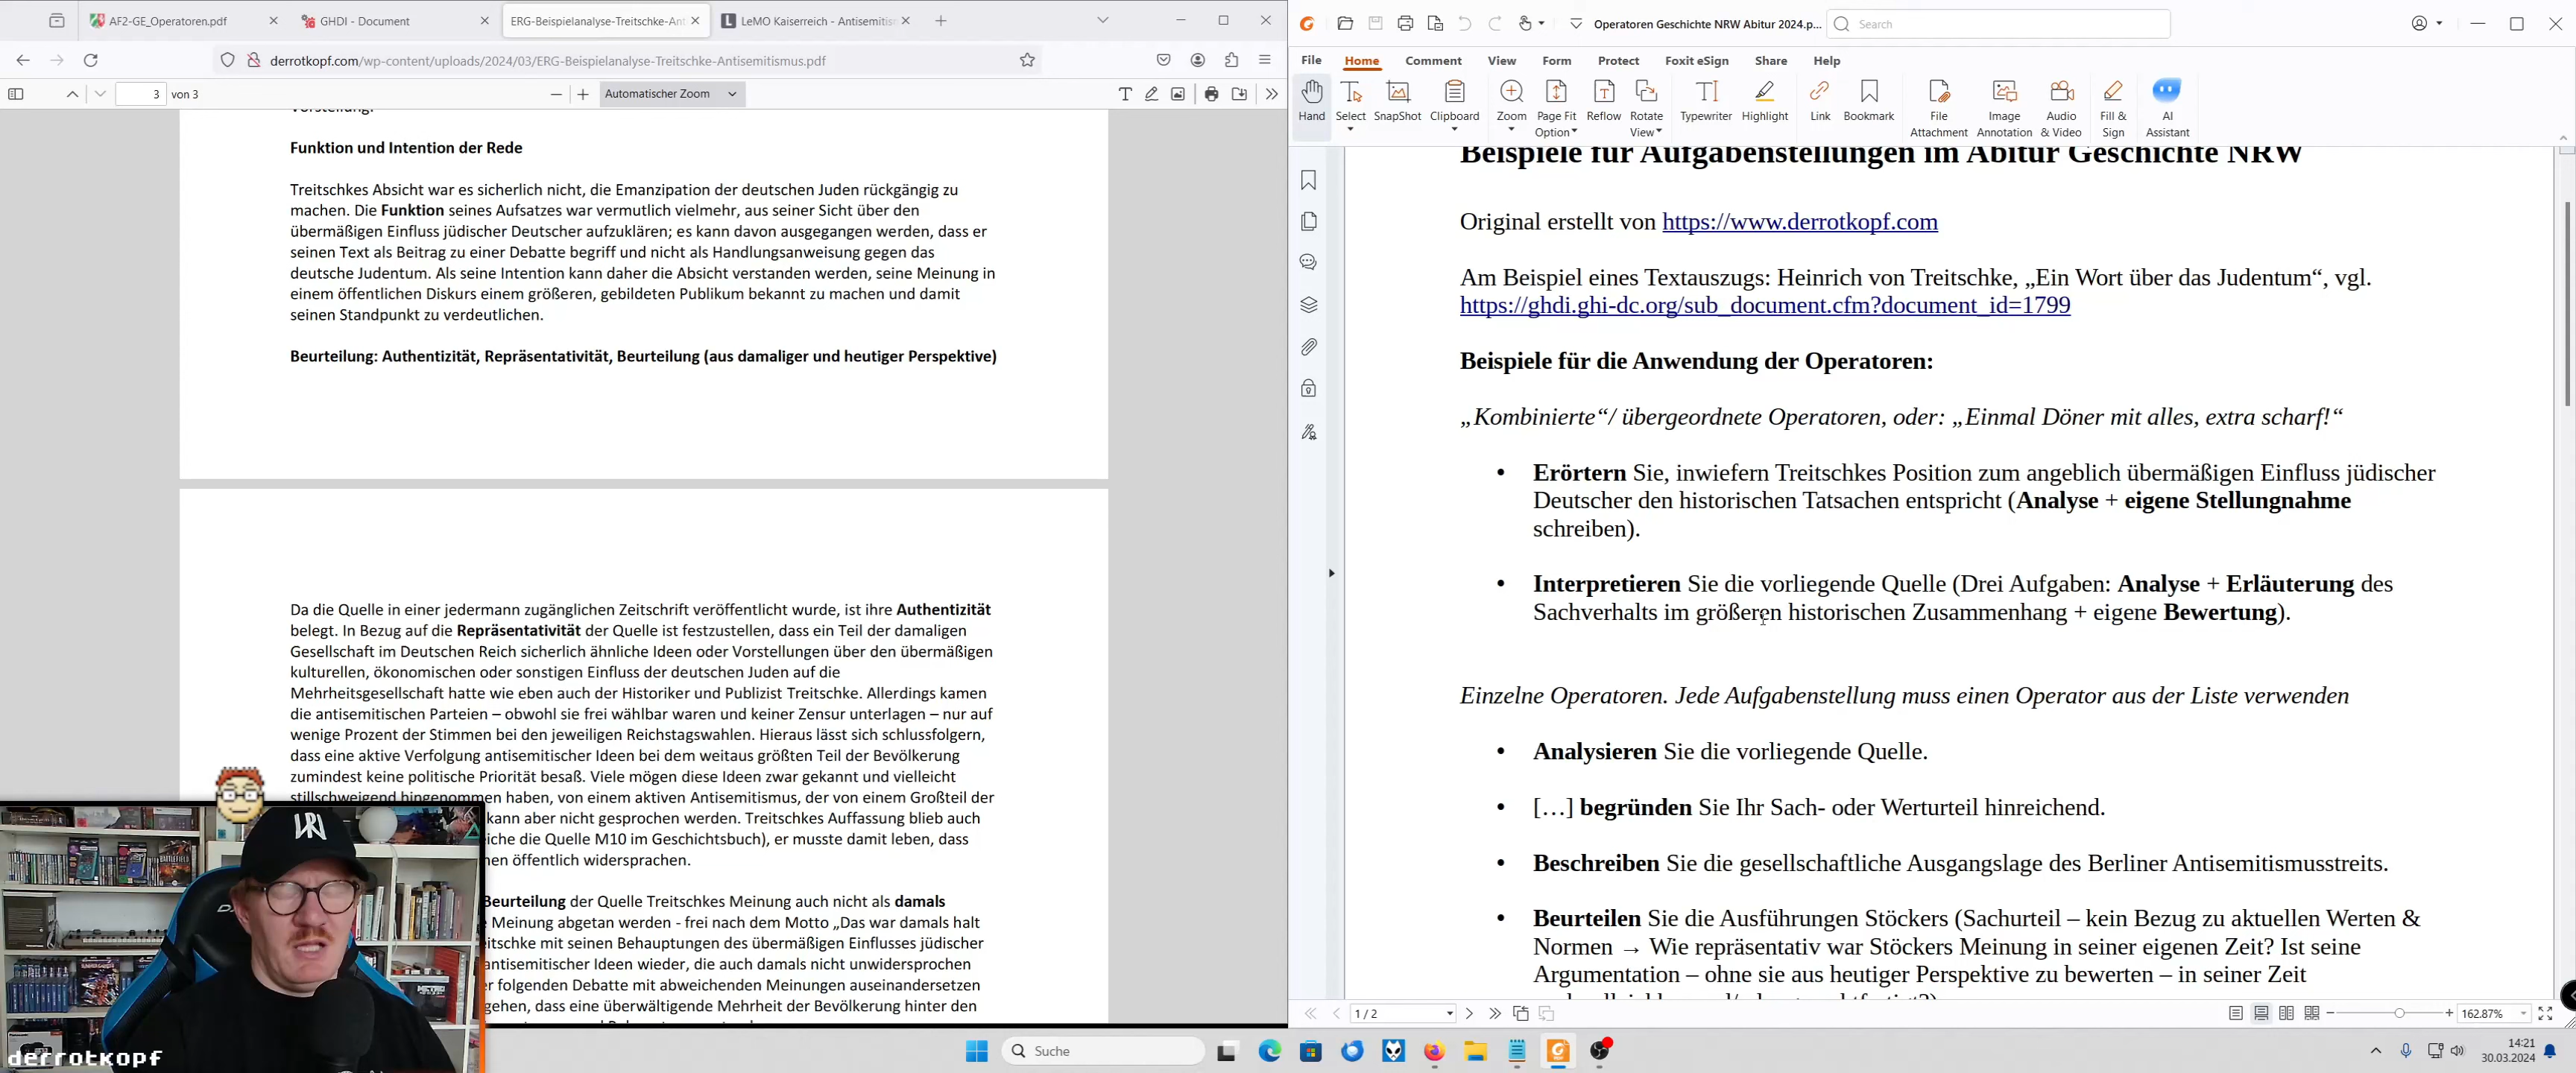 AF2-GE_Operatoren.pdf
GHDI - Document
ERG-Beispielanalyse-Treitschke-Ant
LeMO Kaiserreich - Antisemitis
derrotkopf.com/wp-content/uploads/2024/03/ERG-Beispielanalyse-Treitschke-Antisemitismus.pdf
3 von 3
Automatischer Zoom
Vorstellung.
Funktion und Intention der Rede
Treitschkes Absicht war es sicherlich nicht, die Emanzipation der deutschen Juden rückgängig zu
machen. Die Funktion seines Aufsatzes war vermutlich vielmehr, aus seiner Sicht über den
übermäßigen Einfluss jüdischer Deutscher aufzuklären; es kann davon ausgegangen werden, dass er
seinen Text als Beitrag zu einer Debatte begriff und nicht als Handlungsanweisung gegen das
deutsche Judentum. Als seine Intention kann daher die Absicht verstanden werden, seine Meinung in
einem öffentlichen Diskurs einem größeren, gebildeten Publikum bekannt zu machen und damit
seinen Standpunkt zu verdeutlichen.
Beurteilung: Authentizität, Repräsentativität, Beurteilung (aus damaliger und heutiger Perspektive)
Da die Quelle in einer jedermann zugänglichen Zeitschrift veröffentlicht wurde, ist ihre Authentizität
belegt. In Bezug auf die Repräsentativität der Quelle ist festzustellen, dass ein Teil der damaligen
Gesellschaft im Deutschen Reich sicherlich ähnliche Ideen oder Vorstellungen über den übermäßigen
kulturellen, ökonomischen oder sonstigen Einfluss der deutschen Juden auf die
Mehrheitsgesellschaft hatte wie eben auch der Historiker und Publizist Treitschke. Allerdings kamen
die antisemitischen Parteien – obwohl sie frei wählbar waren und keiner Zensur unterlagen – nur auf
wenige Prozent der Stimmen bei den jeweiligen Reichstagswahlen. Hieraus lässt sich schlussfolgern,
dass eine aktive Verfolgung antisemitischer Ideen bei dem weitaus größten Teil der Bevölkerung
zumindest keine politische Priorität besaß. Viele mögen diese Ideen zwar gekannt und vielleicht
stillschweigend hingenommen haben, von einem aktiven Antisemitismus, der von einem Großteil der
kann aber nicht gesprochen werden. Treitschkes Auffassung blieb auch
eiche die Quelle M10 im Geschichtsbuch), er musste damit leben, dass
nen öffentlich widersprachen.
Beurteilung der Quelle Treitschkes Meinung auch nicht als damals
e Meinung abgetan werden - frei nach dem Motto „Das war damals halt
eitschke mit seinen Behauptungen des übermäßigen Einflusses jüdischer
antisemitischer Ideen wieder, die auch damals nicht unwidersprochen
er folgenden Debatte mit abweichenden Meinungen auseinandersetzen
gehen, dass eine überwältigende Mehrheit der Bevölkerung hinter den
derrotkopf
Operatoren Geschichte NRW Abitur 2024.p...
Search
File Home Comment View Form Protect Foxit eSign Share Help
Hand
Select
SnapShot
Clipboard
Zoom
Page Fit Option
Reflow
Rotate View
Typewriter
Highlight
Link
Bookmark
File Attachment
Image Annotation
Audio & Video
Fill & Sign
AI Assistant
Beispiele für Aufgabenstellungen im Abitur Geschichte NRW
Original erstellt von https://www.derrotkopf.com
Am Beispiel eines Textauszugs: Heinrich von Treitschke, „Ein Wort über das Judentum“, vgl.
https://ghdi.ghi-dc.org/sub_document.cfm?document_id=1799
Beispiele für die Anwendung der Operatoren:
„Kombinierte“/ übergeordnete Operatoren, oder: „Einmal Döner mit alles, extra scharf!“
• Erörtern Sie, inwiefern Treitschkes Position zum angeblich übermäßigen Einfluss jüdischer
Deutscher den historischen Tatsachen entspricht (Analyse + eigene Stellungnahme
schreiben).
• Interpretieren Sie die vorliegende Quelle (Drei Aufgaben: Analyse + Erläuterung des
Sachverhalts im größeren historischen Zusammenhang + eigene Bewertung).
Einzelne Operatoren. Jede Aufgabenstellung muss einen Operator aus der Liste verwenden
• Analysieren Sie die vorliegende Quelle.
• […] begründen Sie Ihr Sach- oder Werturteil hinreichend.
• Beschreiben Sie die gesellschaftliche Ausgangslage des Berliner Antisemitismusstreits.
• Beurteilen Sie die Ausführungen Stöckers (Sachurteil – kein Bezug zu aktuellen Werten &
Normen → Wie repräsentativ war Stöckers Meinung in seiner eigenen Zeit? Ist seine
Argumentation – ohne sie aus heutiger Perspektive zu bewerten – in seiner Zeit
1 / 2
162.87%
Suche
14:21
30.03.2024